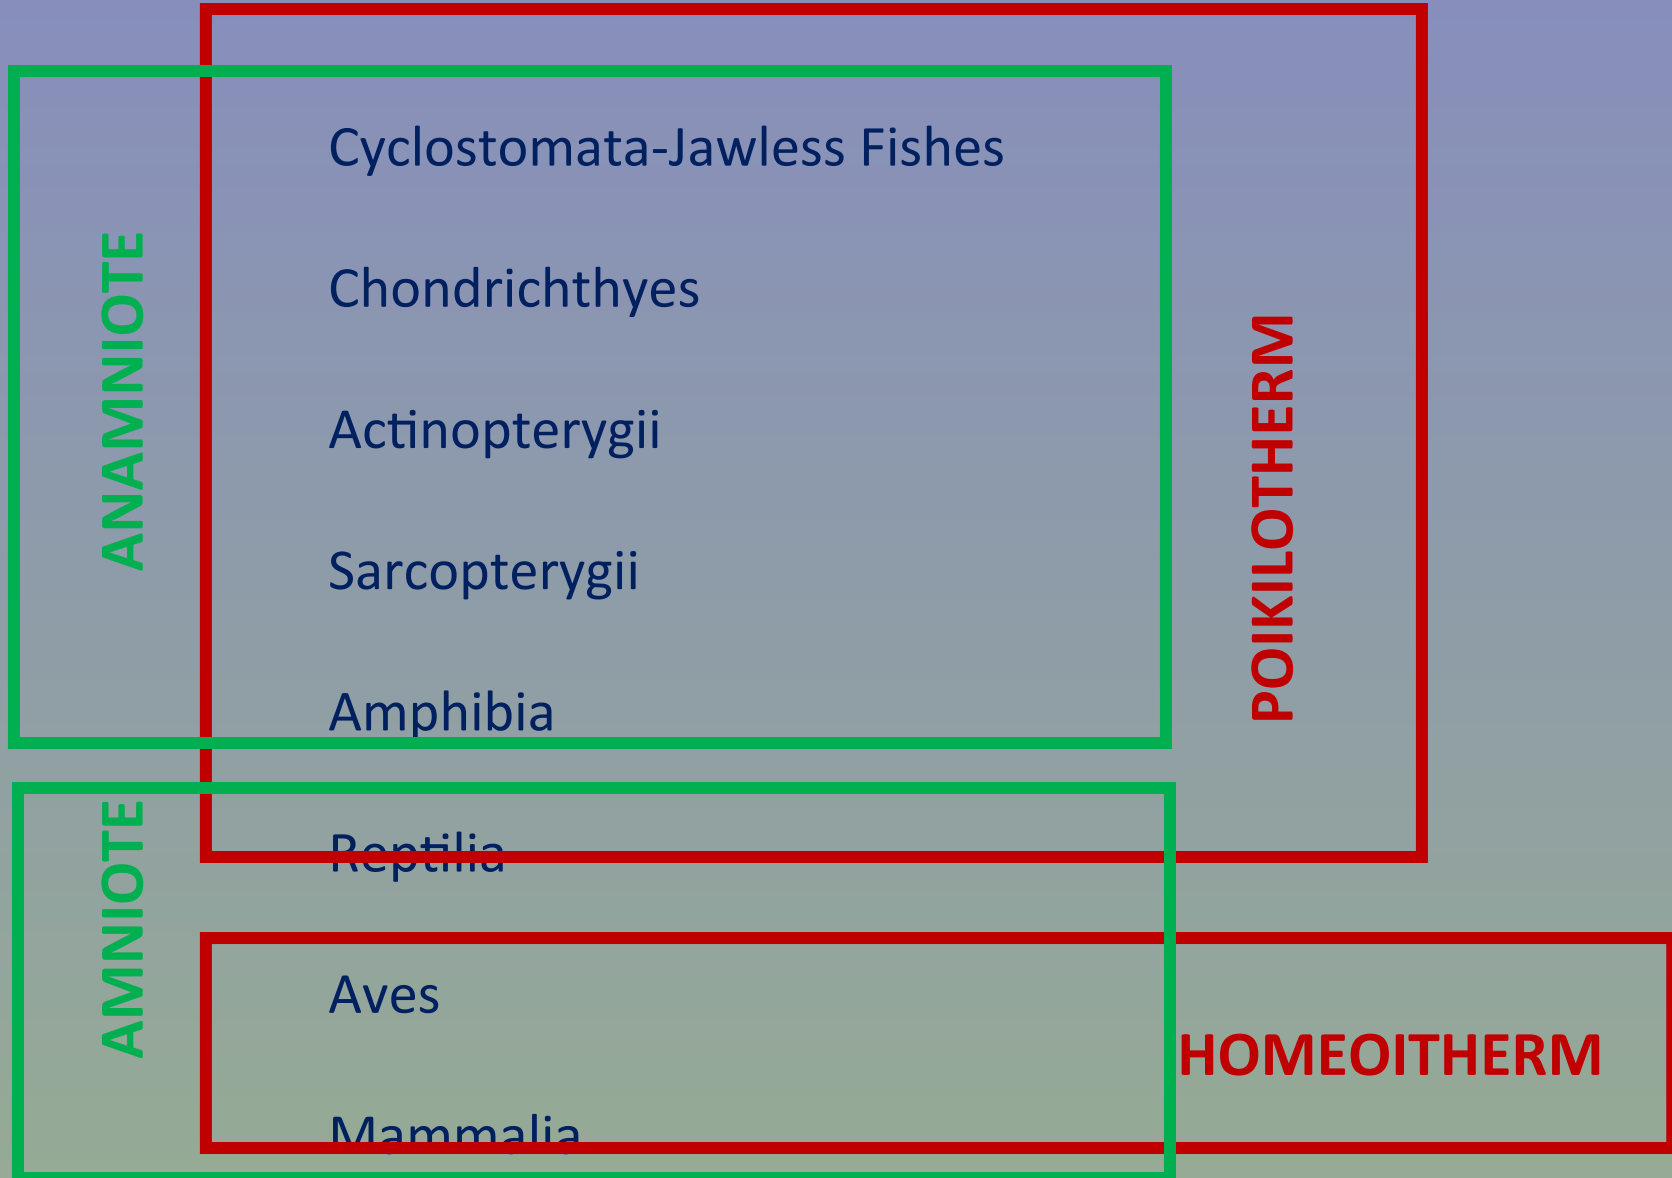 Cyclostomata-Jawless Fishes
Chondrichthyes
ANAMNIOTE
Actinopterygii
POIKILOTHERM
Sarcopterygii
Amphibia
Reptilia
AMNIOTE
Aves
HOMEOITHERM
Mammalia